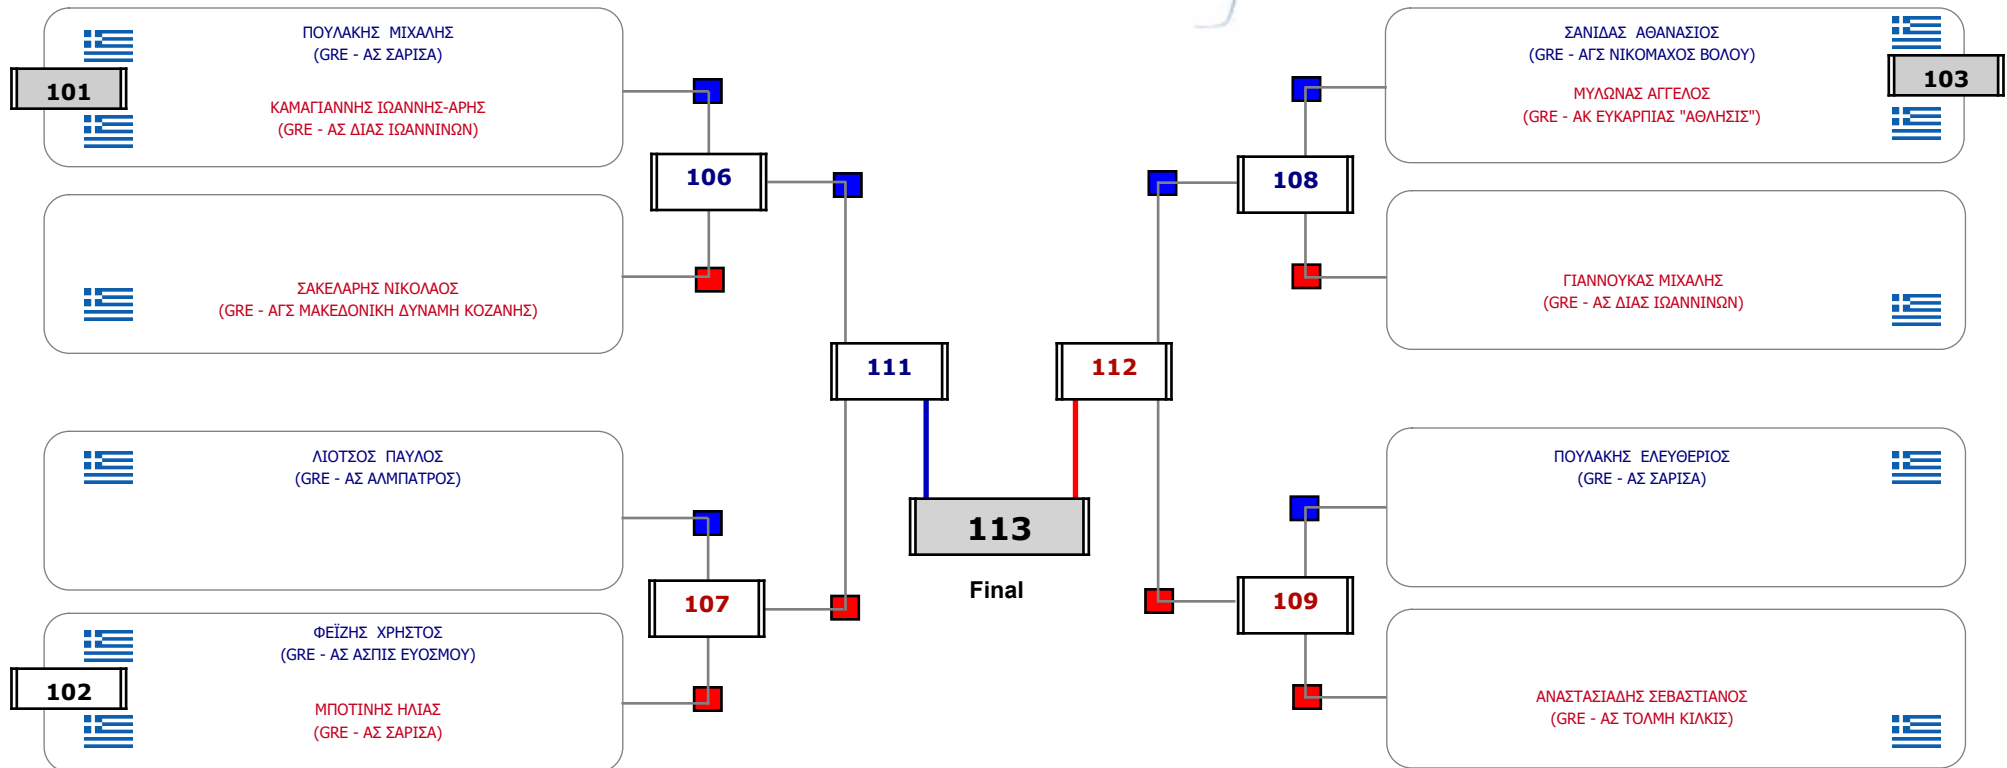 ΠΟΥΛΑΚΗΣ ΜΙΧΑΛΗΣ
(GRE - ΑΣ ΣΑΡΙΣΑ)
101
ΚΑΜΑΓΙΑΝΝΗΣ ΙΩΑΝΝΗΣ-ΑΡΗΣ
(GRE - ΑΣ ΔΙΑΣ ΙΩΑΝΝΙΝΩΝ)
106
ΣΑΚΕΛΑΡΗΣ ΝΙΚΟΛΑΟΣ
(GRE - ΑΓΣ ΜΑΚΕΔΟΝΙΚΗ ΔΥΝΑΜΗ ΚΟΖΑΝΗΣ)
111
ΛΙΟΤΣΟΣ ΠΑΥΛΟΣ
(GRE - ΑΣ ΑΛΜΠΑΤΡΟΣ)
107
ΦΕΪΖΗΣ ΧΡΗΣΤΟΣ
(GRE - ΑΣ ΑΣΠΙΣ ΕΥΟΣΜΟΥ)
102
ΜΠΟΤΙΝΗΣ ΗΛΙΑΣ
(GRE - ΑΣ ΣΑΡΙΣΑ)
113
Final
ΣΑΝΙΔΑΣ ΑΘΑΝΑΣΙΟΣ
(GRE - ΑΓΣ ΝΙΚΟΜΑΧΟΣ ΒΟΛΟΥ)
103
ΜΥΛΩΝΑΣ ΑΓΓΕΛΟΣ
(GRE - ΑΚ ΕΥΚΑΡΠΙΑΣ "ΑΘΛΗΣΙΣ")
108
ΓΙΑΝΝΟΥΚΑΣ ΜΙΧΑΛΗΣ
(GRE - ΑΣ ΔΙΑΣ ΙΩΑΝΝΙΝΩΝ)
112
ΠΟΥΛΑΚΗΣ ΕΛΕΥΘΕΡΙΟΣ
(GRE - ΑΣ ΣΑΡΙΣΑ)
109
ΑΝΑΣΤΑΣΙΑΔΗΣ ΣΕΒΑΣΤΙΑΝΟΣ
(GRE - ΑΣ ΤΟΛΜΗ ΚΙΛΚΙΣ)